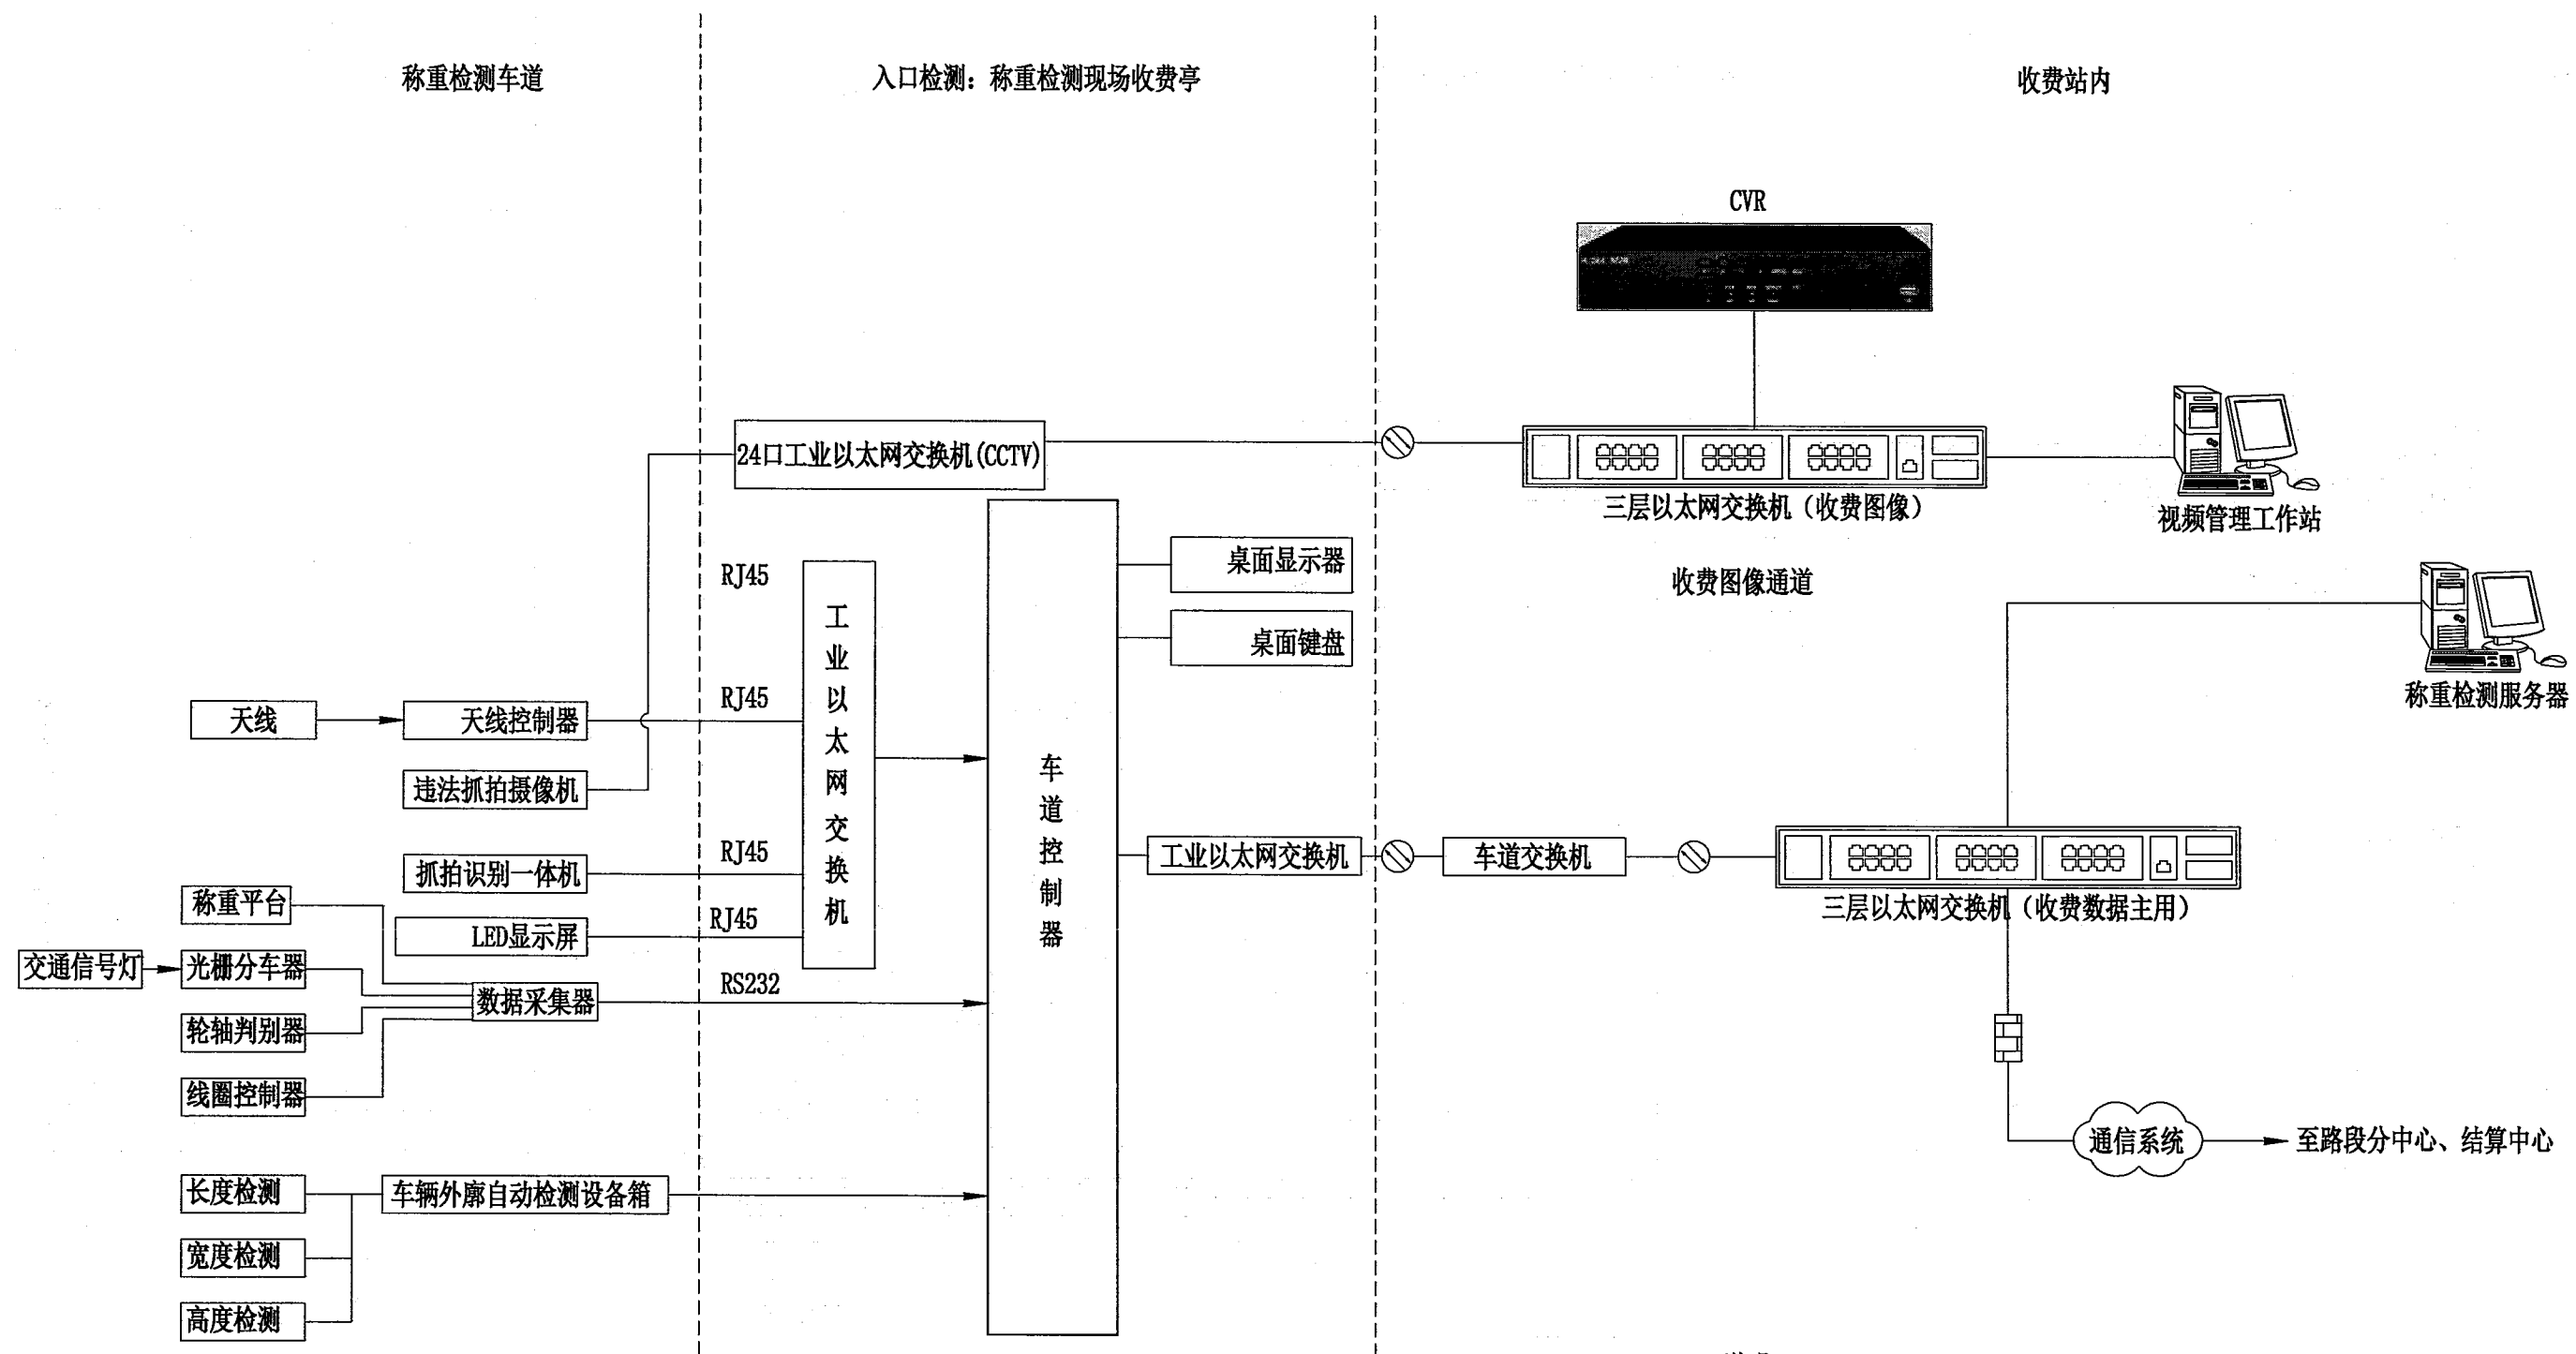 称重检测车道
入口检测：称重检测现场收费亭
收费站内
CVR
24口工业以太网交换机(CCTV)
三层以太网交换机（收费图像）
视频管理工作站
收费图像通道
桌面显示器
桌面键盘
称重检测服务器
RJ45
RJ45
RJ45
RJ45
RS232
工业以太网交换机
车道控制器
天线
天线控制器
违法抓拍摄像机
抓拍识别一体机
LED显示屏
称重平台
交通信号灯
光栅分车器
轮轴判别器
线圈控制器
数据采集器
工业以太网交换机
车道交换机
三层以太网交换机（收费数据主用）
通信系统
至路段分中心、结算中心
长度检测
宽度检测
高度检测
车辆外廓自动检测设备箱